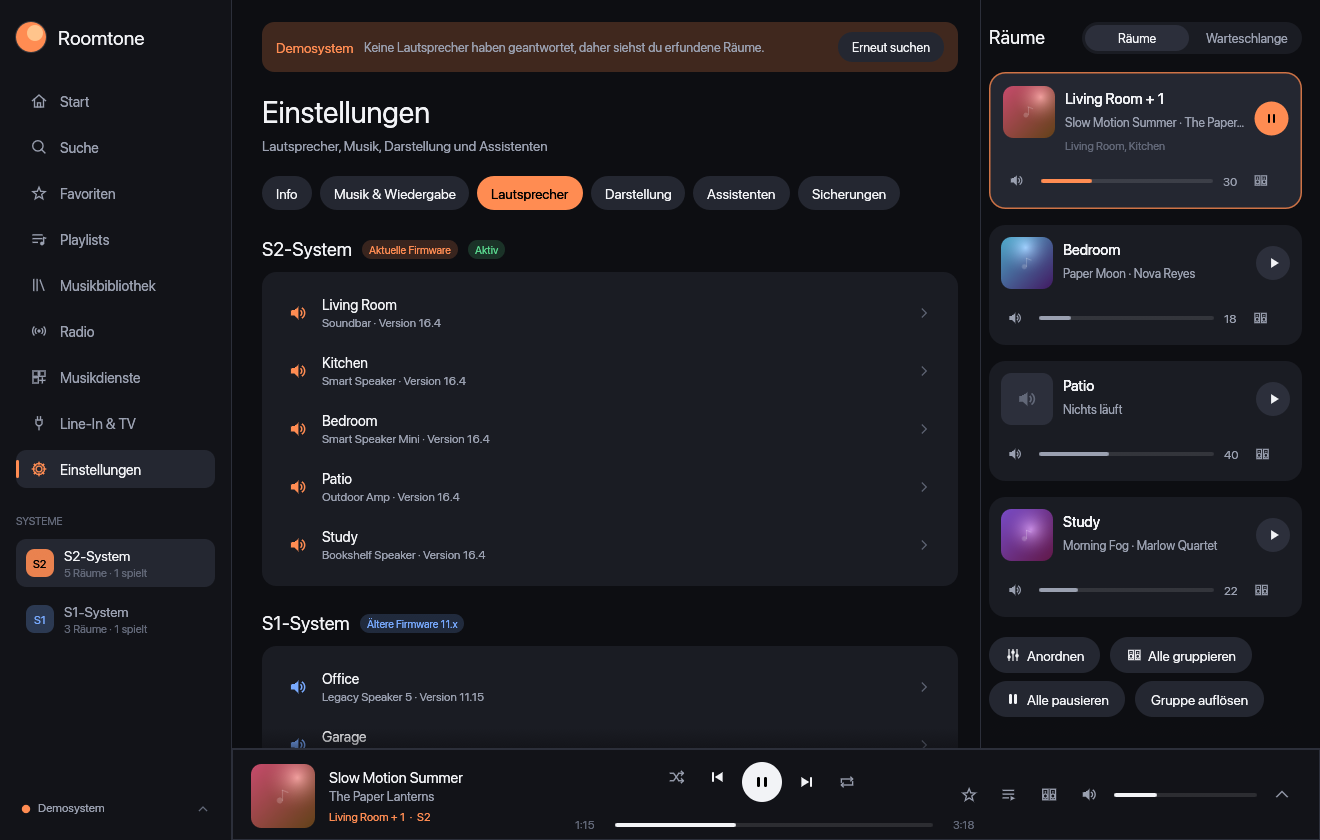 Roomtone
Start
Suche
Favoriten
Playlists
Musikbibliothek
Radio
Musikdienste
Line-In & TV
Einstellungen
SYSTEME
S2
S2-System
5 Räume · 1 spielt
S1
S1-System
3 Räume · 1 spielt
Demosystem
Demosystem Keine Lautsprecher haben geantwortet, daher siehst du erfundene Räume. Erneut suchen
Einstellungen
Lautsprecher, Musik, Darstellung und Assistenten
Info Musik & Wiedergabe Lautsprecher Darstellung Assistenten Sicherungen
S2-System Aktuelle Firmware Aktiv
Living Room
Soundbar · Version 16.4
Kitchen
Smart Speaker · Version 16.4
Bedroom
Smart Speaker Mini · Version 16.4
Patio
Outdoor Amp · Version 16.4
Study
Bookshelf Speaker · Version 16.4
S1-System Ältere Firmware 11.x
Office
Legacy Speaker 5 · Version 11.15
Garage
Räume Räume Warteschlange
Living Room + 1
Slow Motion Summer · The Paper...
Living Room, Kitchen
30
Bedroom
Paper Moon · Nova Reyes
18
Patio
Nichts läuft
40
Study
Morning Fog · Marlow Quartet
22
Anordnen Alle gruppieren
Alle pausieren Gruppe auflösen
Slow Motion Summer
The Paper Lanterns
Living Room + 1 · S2
1:15 3:18